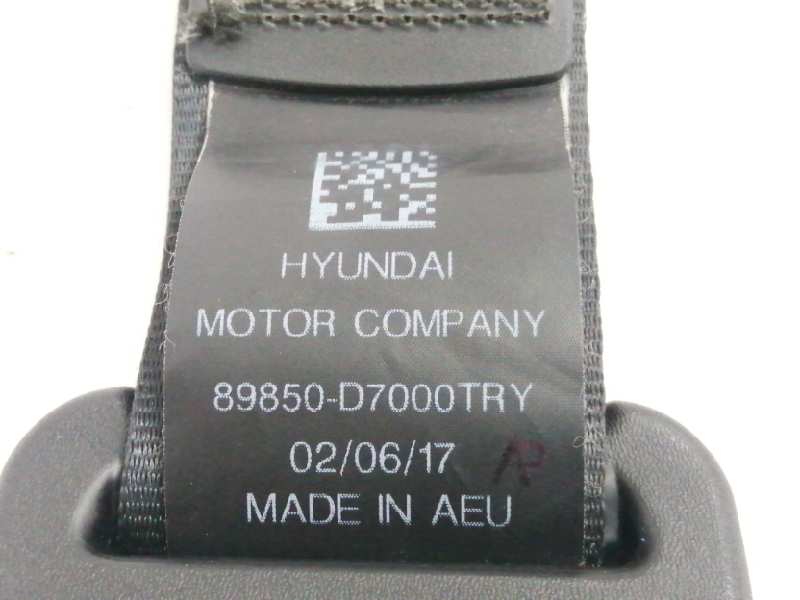 HYUNDAI
MOTOR COMPANY
89850-D7000TRY
02/06/17
MADE IN AEU